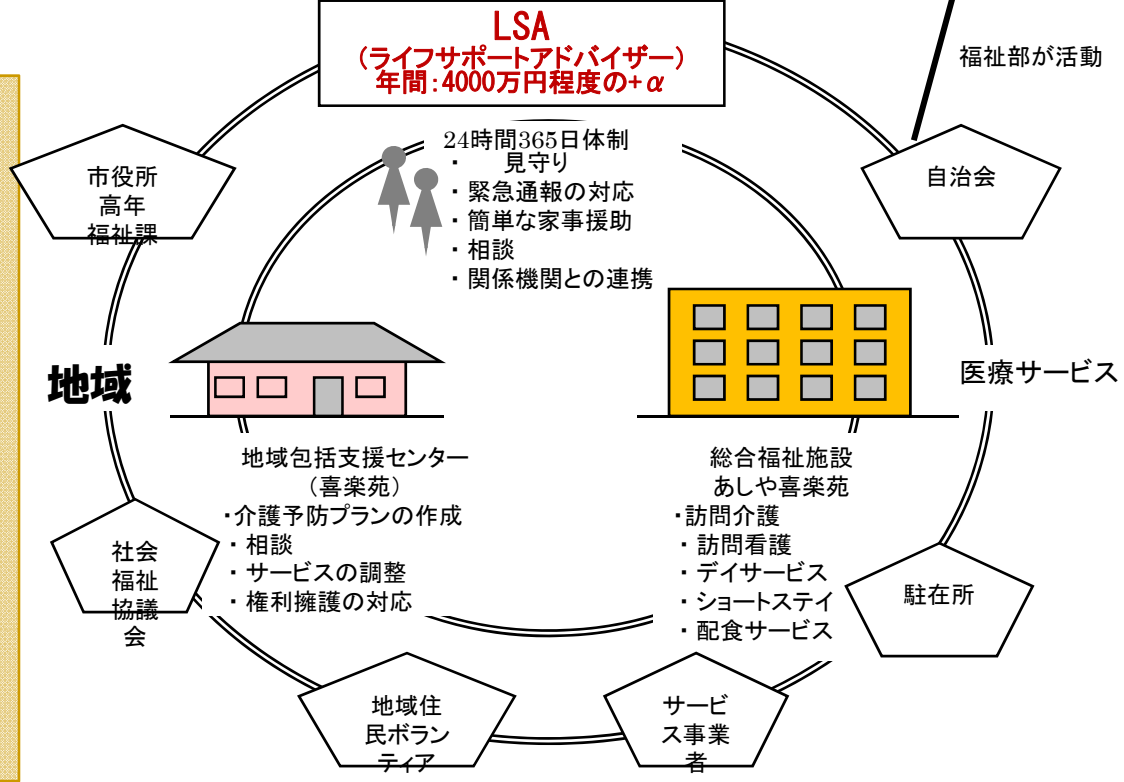 LSA
(ライフサポートアドバイザー)
年間:4000万円程度の+α
福祉部が活動
24時間365日体制
・ 見守り
・緊急通報の対応
・簡単な家事援助
・相談
・関係機関との連携
市役所
高年
福祉課
自治会
地域
医療サービス
地域包括支援センター
(喜楽苑)
・介護予防プランの作成
・相談
・サービスの調整
・権利擁護の対応
総合福祉施設
あしや喜楽苑
・訪問介護
・訪問看護
・デイサービス
・ショートステイ
・配食サービス
社会
福祉
協議
会
駐在所
地域住
民ボラン
ティア
サービ
ス事業
者